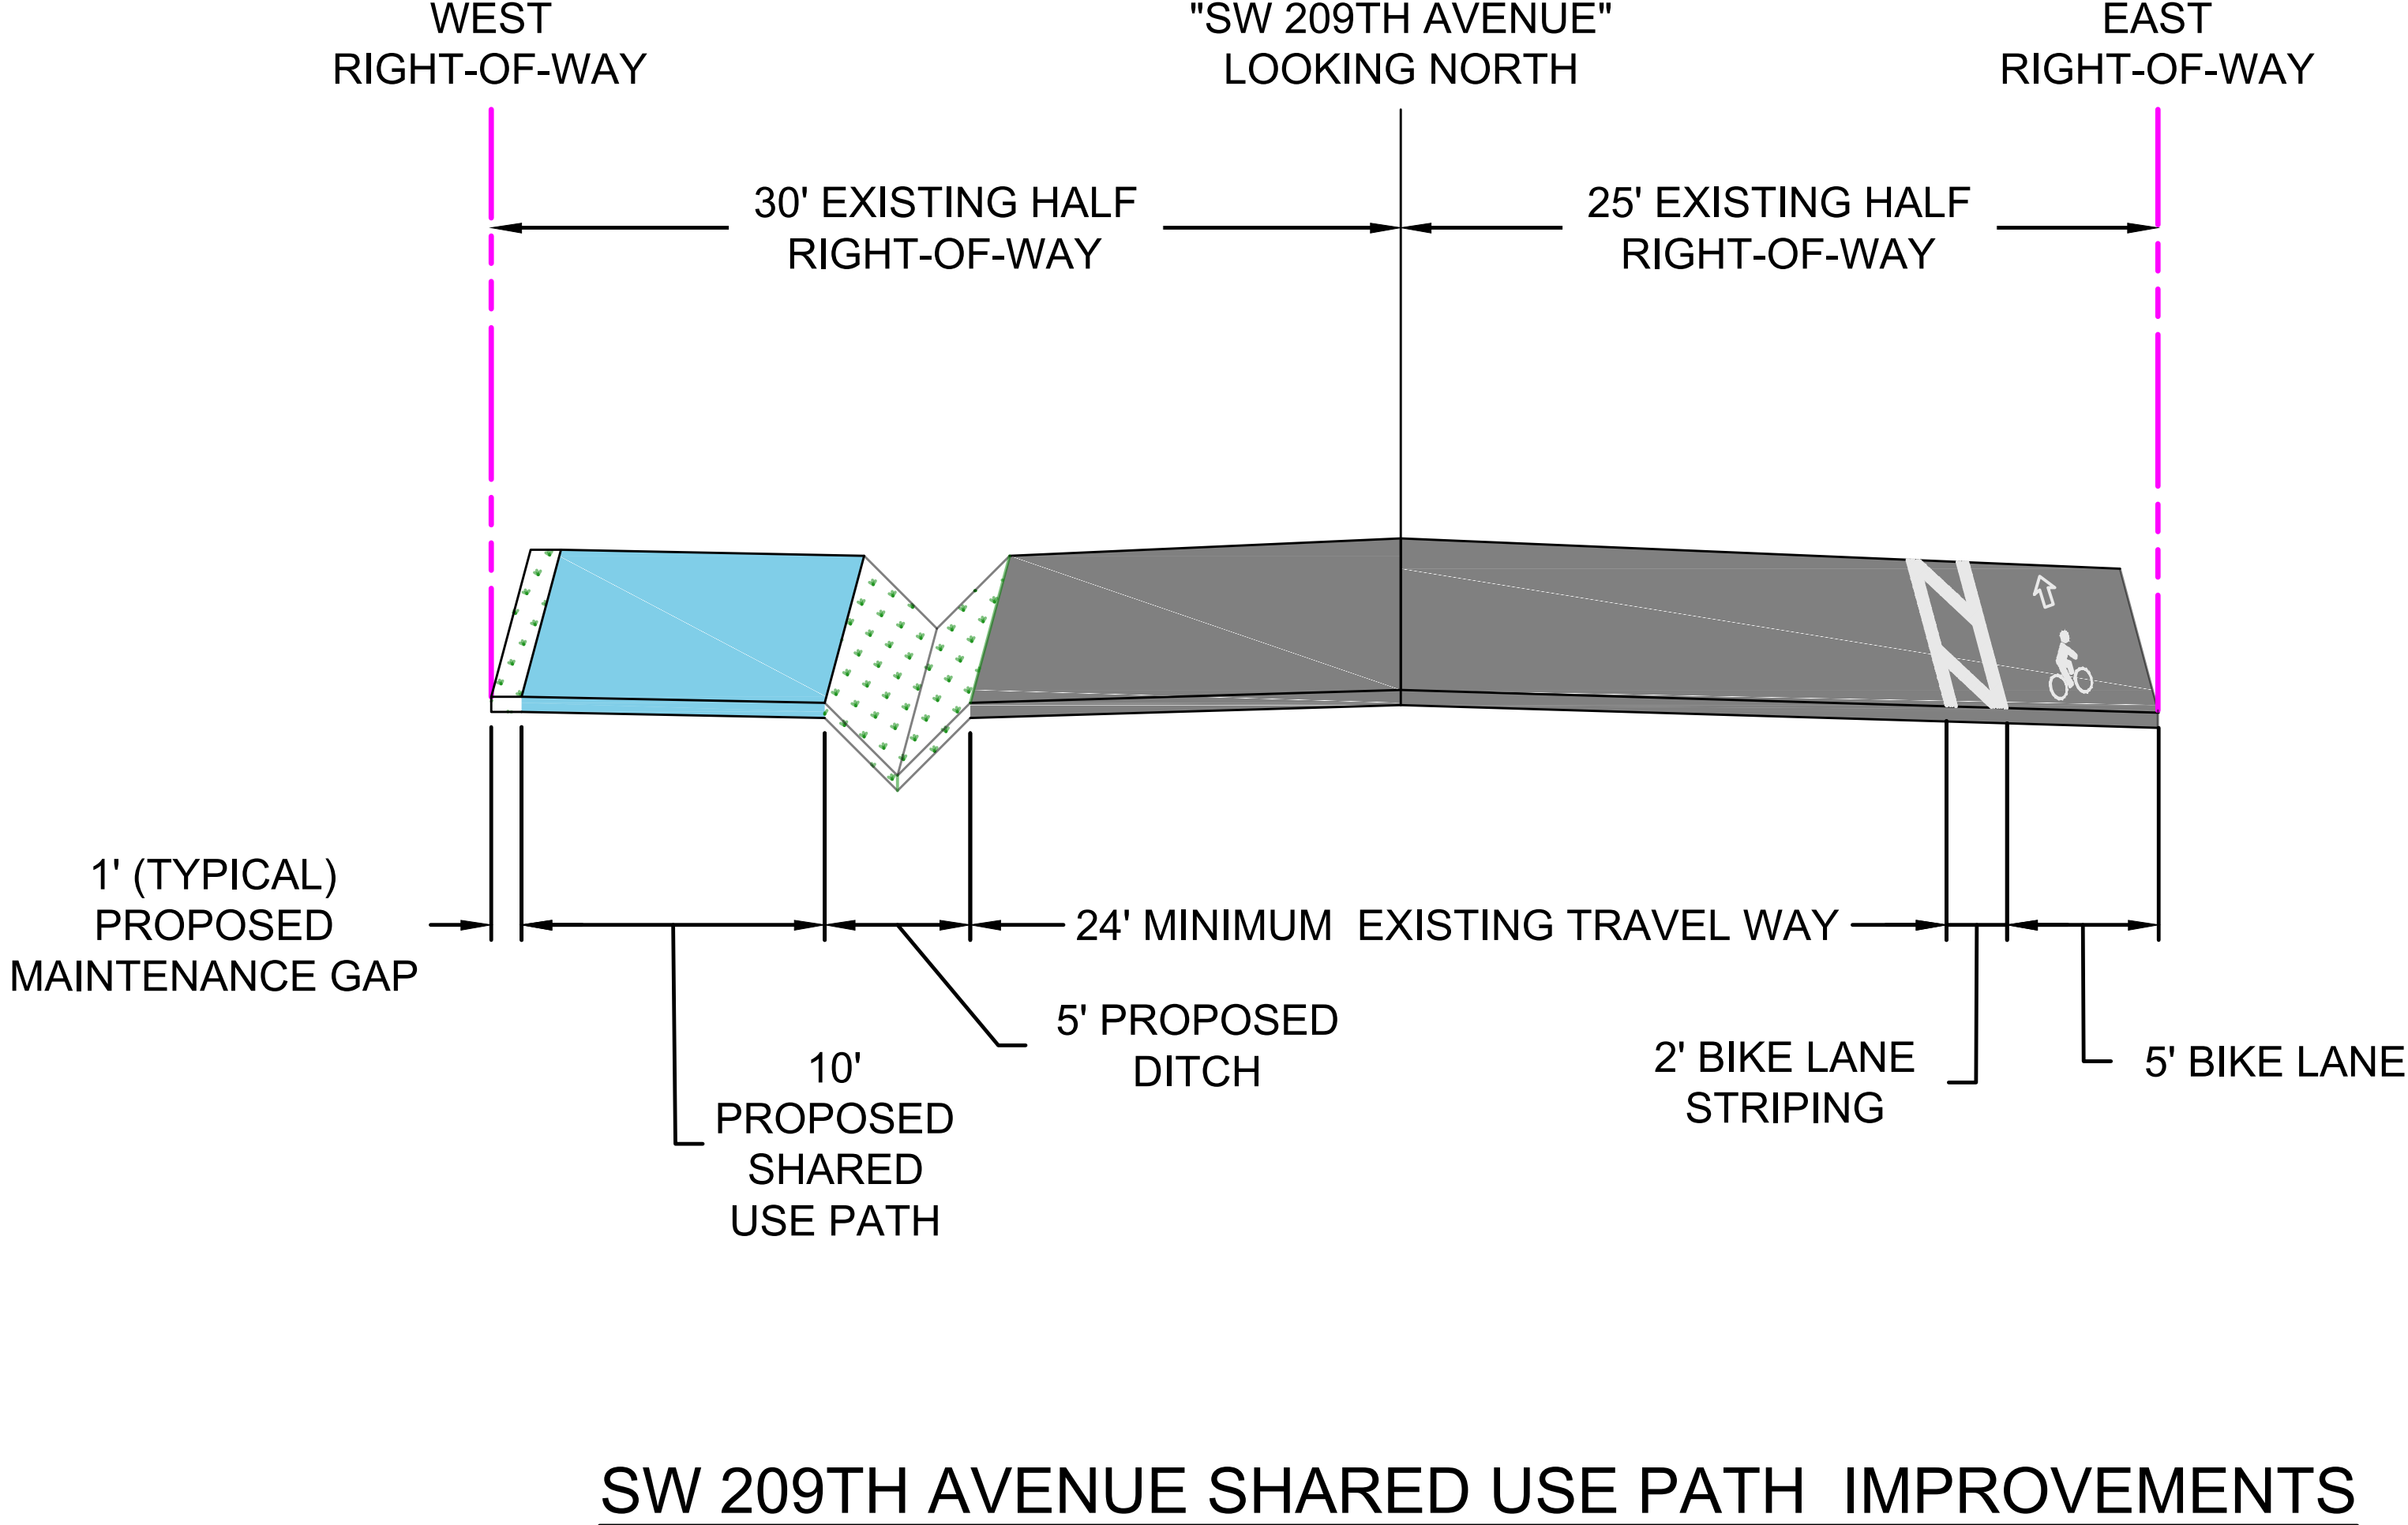 WEST
RIGHT-OF-WAY
"SW 209TH AVENUE"
LOOKING NORTH
EAST
RIGHT-OF-WAY
30' EXISTING HALF
RIGHT-OF-WAY
25' EXISTING HALF
RIGHT-OF-WAY
1' (TYPICAL)
PROPOSED
MAINTENANCE GAP
24' MINIMUM EXISTING TRAVEL WAY
5' PROPOSED
DITCH
10'
PROPOSED
SHARED
USE PATH
2' BIKE LANE
STRIPING
5' BIKE LANE
SW 209TH AVENUE SHARED USE PATH IMPROVEMENTS